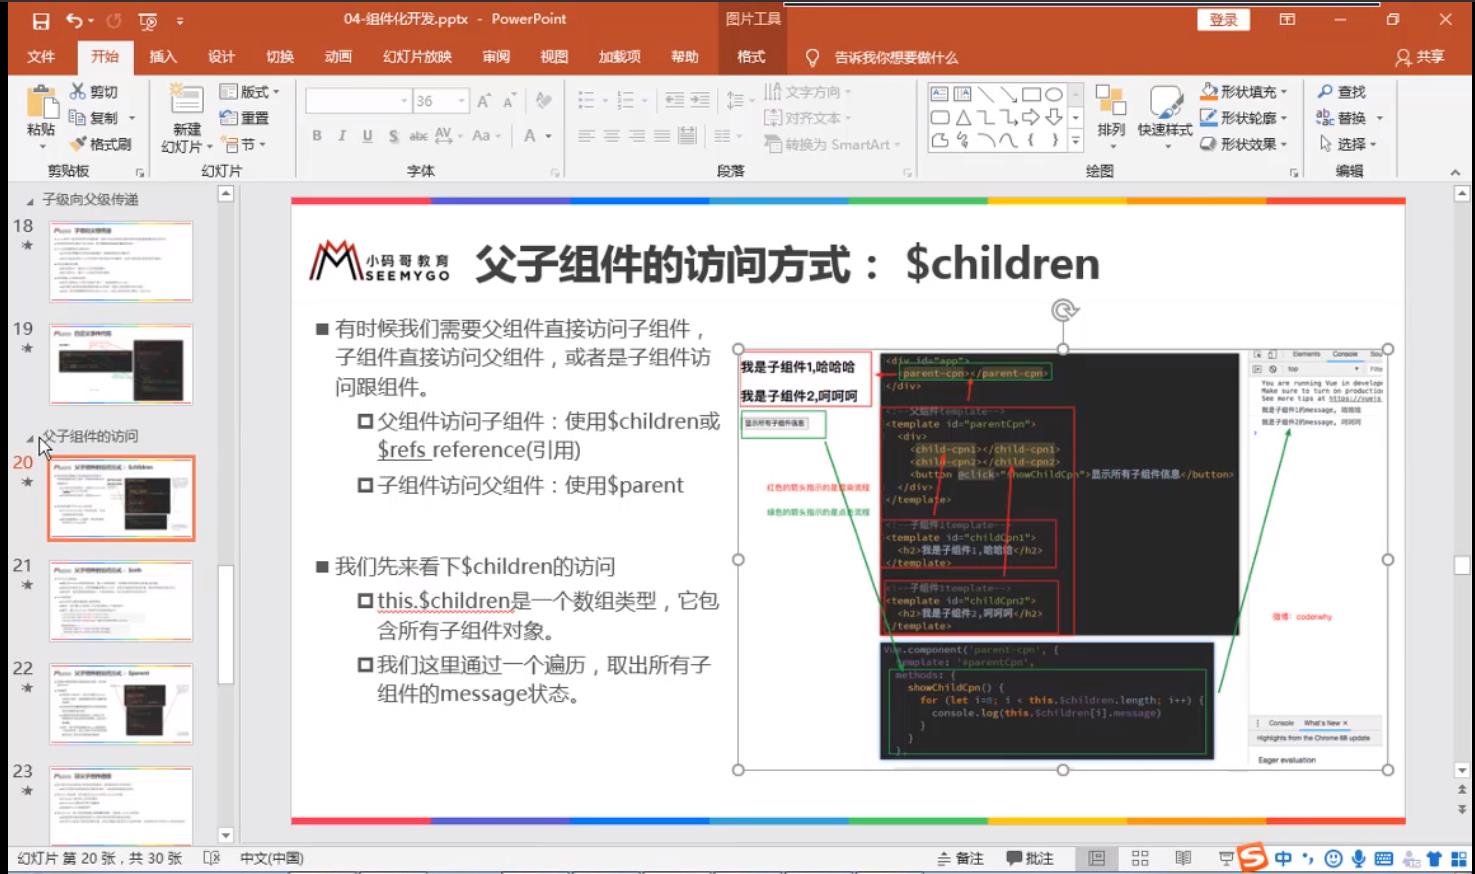 04-组件化开发.pptx - PowerPoint
图片工具
登录
文件 开始 插入 设计 切换 动画 幻灯片放映 审阅 视图 加载项 帮助 格式 告诉我你想要做什么 共享
粘贴
剪切
复制
格式刷
剪贴板
新建
幻灯片
版式
重置
节
幻灯片
36
B I U S abc AV Aa A
字体
文字方向
对齐文本
转换为 SmartArt
段落
排列
快速样式
形状填充
形状轮廓
形状效果
绘图
查找
替换
选择
编辑
子级向父级传递
18
19
父子组件的访问
20
21
22
23
小码哥教育
SEEMYGO
父子组件的访问方式： $children
有时候我们需要父组件直接访问子组件，
子组件直接访问父组件，或者是子组件访
问跟组件。
父组件访问子组件：使用$children或
$refs reference(引用)
子组件访问父组件：使用$parent
我们先来看下$children的访问
this.$children是一个数组类型，它包
含所有子组件对象。
我们这里通过一个遍历，取出所有子
组件的message状态。
我是子组件1,哈哈哈
我是子组件2,呵呵呵
显示所有子组件信息
红色的箭头指示的是渲染流程
绿色的箭头指示的是点击流程
<div id="app">
<parent-cpn></parent-cpn>
</div>
<!--父组件template-->
<template id="parentCpn">
<div>
<child-cpn1></child-cpn1>
<child-cpn2></child-cpn2>
<button @click="showChildCpn">显示所有子组件信息</button>
</div>
</template>
<!--子组件1template-->
<template id="childCpn1">
<h2>我是子组件1,哈哈哈</h2>
</template>
<!--子组件1template-->
<template id="childCpn2">
<h2>我是子组件2,呵呵呵</h2>
</template>
Vue.component('parent-cpn', {
template: '#parentCpn',
methods: {
showChildCpn() {
for (let i=0; i < this.$children.length; i++) {
console.log(this.$children[i].message)
}
}
},
Elements Console Sou
top Filte
You are running Vue in develop
Make sure to turn on production
See more tips at https://vuejs
我是子组件1的message, 哈哈哈
我是子组件2的message, 呵呵呵
微博：coderwhy
Console What's New ×
Highlights from the Chrome 68 update
Eager evaluation
幻灯片 第 20 张，共 30 张 中文(中国) 备注 批注 中